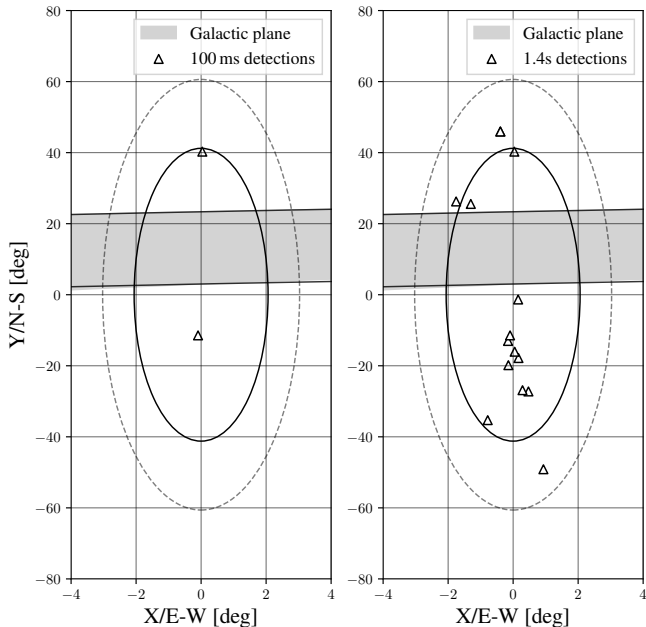 Galactic plane
100 ms detections
Galactic plane
1.4s detections
80
60
40
20
0
−20
−40
−60
−80
80
60
40
20
0
−20
−40
−60
−80
Y/N-S [deg]
−4 −2 0 2 4
−4 −2 0 2 4
X/E-W [deg]
X/E-W [deg]